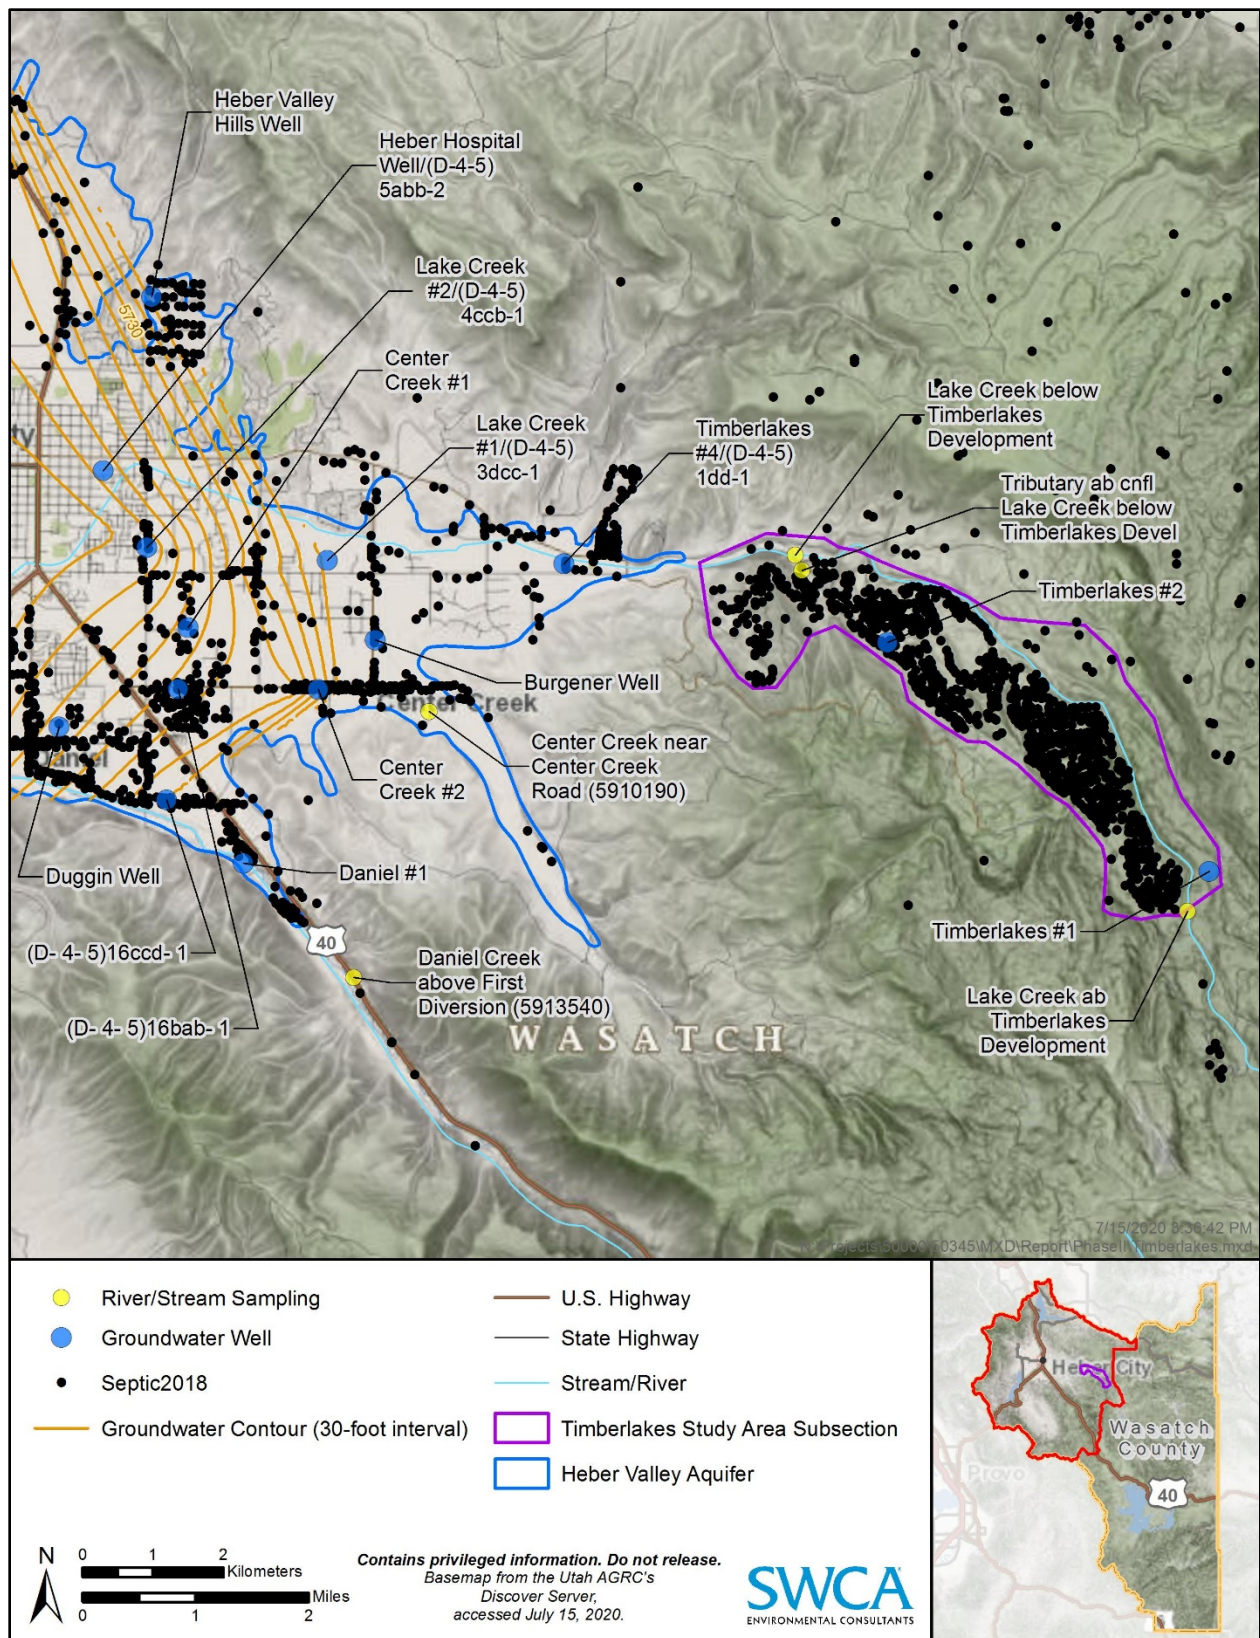 Heber Valley
Hills Well
Heber Hospital
Well/(D-4-5)
5abb-2
Lake Creek
#2/(D-4-5)
4ccb-1
5730
Center
Creek #1
Lake Creek
#1/(D-4-5)
3dcc-1
Timberlakes
#4/(D-4-5)
1dd-1
Lake Creek below
Timberlakes
Development
Tributary ab cnfl
Lake Creek below
Timberlakes Devel
Timberlakes #2
ty
Burgener Well
Center Creek
Center Creek near
Center Creek
Road (5910190)
Center
Creek #2
Daniel
Duggin Well
Daniel #1
(D- 4- 5)16ccd- 1
40
Timberlakes #1
Daniel Creek
above First
Diversion (5913540)
Lake Creek ab
Timberlakes
Development
(D- 4- 5)16bab- 1
WASATCH
7/15/2020
River/Stream Sampling
Groundwater Well
Septic2018
Groundwater Contour (30-foot interval)
U.S. Highway
State Highway
Stream/River
Timberlakes Study Area Subsection
Heber Valley Aquifer
N
0 1 2
Kilometers
Miles
0 1 2
Contains privileged information. Do not release.
Basemap from the Utah AGRC's
Discover Server,
accessed July 15, 2020.
SWCA
ENVIRONMENTAL CONSULTANTS
Heber City
Wasatch
County
Provo
40